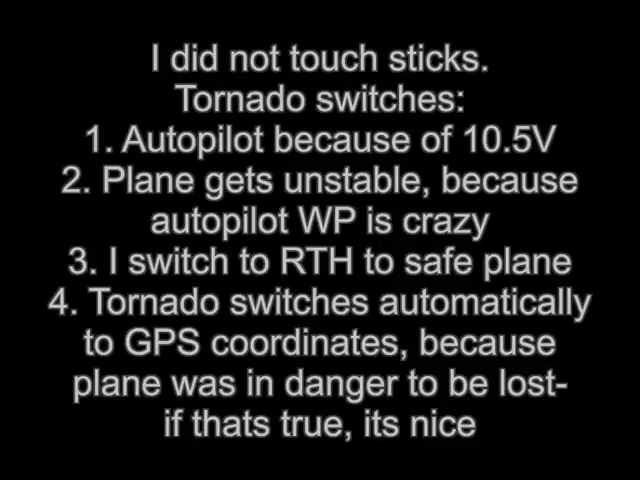 I did not touch sticks.
Tornado switches:
1. Autopilot because of 10.5V
2. Plane gets unstable, because
autopilot WP is crazy
3. I switch to RTH to safe plane
4. Tornado switches automatically
to GPS coordinates, because
plane was in danger to be lost-
if thats true, its nice